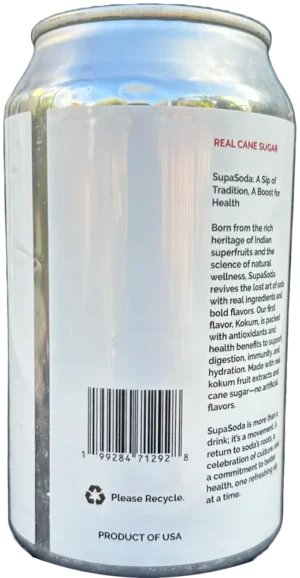 REAL CANE SUGAR
SupaSoda: A Sip of
Tradition, A Boost for
Health
Born from the rich
heritage of Indian
superfruits and the
science of natural
wellness, SupaSoda
revives the lost art of soda
with real ingredients and
bold flavors. Our first
flavor, Kokum, is packed
with antioxidants and
health benefits to support
digestion, immunity, and
hydration. Made with real
kokum fruit extracts and
cane sugar—no artificial
flavors.
SupaSoda is more than a
drink; it's a movement. A
return to soda's roots, a
celebration of culture, and
a commitment to better
health, one refreshing sip
at a time.
1 99284 71292 8
Please Recycle.
PRODUCT OF USA